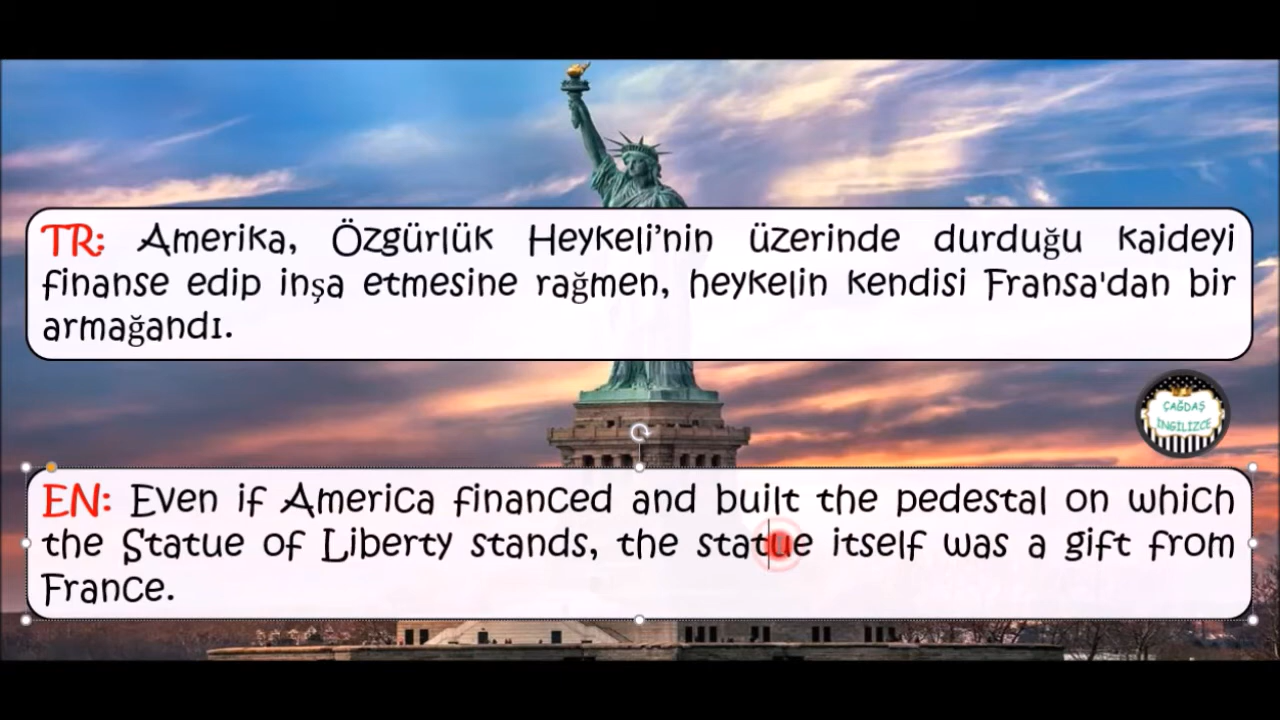 TR: Amerika, Özgürlük Heykeli’nin üzerinde durduğu kaideyi
finanse edip inşa etmesine rağmen, heykelin kendisi Fransa'dan bir
armağandı.
ÇAĞDAŞ
İNGİLİZCE
EN: Even if America financed and built the pedestal on which
the Statue of Liberty stands, the statue itself was a gift from
France.